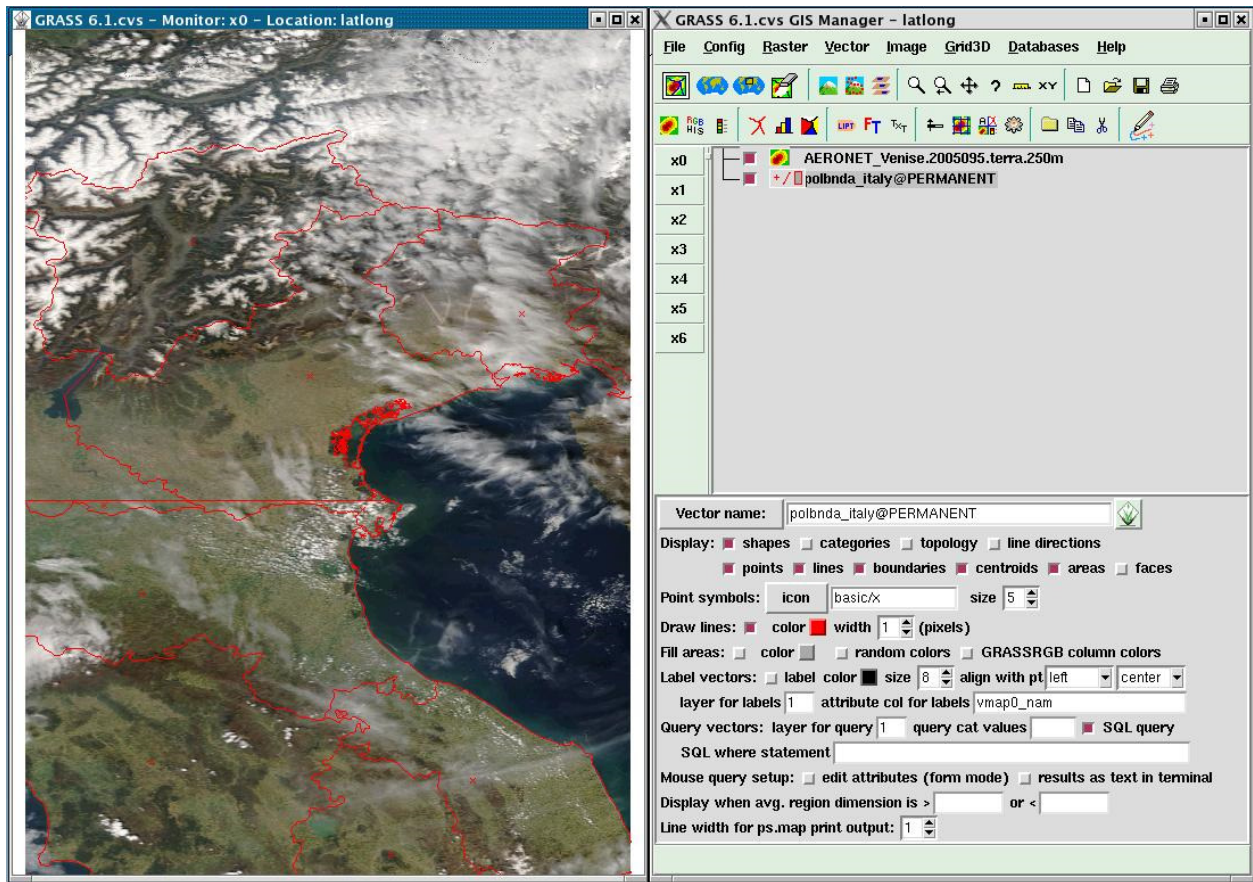 GRASS 6.1.cvs - Monitor: x0 - Location: latlong
GRASS 6.1.cvs GIS Manager - latlong
File Config Raster Vector Image Grid3D Databases Help
? XY
RGB HIS LIPT FT TXT
x0
x1
x2
x3
x4
x5
x6
AERONET_Venise.2005095.terra.250m
polbnda_italy@PERMANENT
Vector name: polbnda_italy@PERMANENT
Display: shapes categories topology line directions
points lines boundaries centroids areas faces
Point symbols: icon basic/x size 5
Draw lines: color width 1 (pixels)
Fill areas: color random colors GRASSRGB column colors
Label vectors: label color size 8 align with pt left center
layer for labels 1 attribute col for labels vmap0_nam
Query vectors: layer for query 1 query cat values SQL query
SQL where statement
Mouse query setup: edit attributes (form mode) results as text in terminal
Display when avg. region dimension is > or <
Line width for ps.map print output: 1